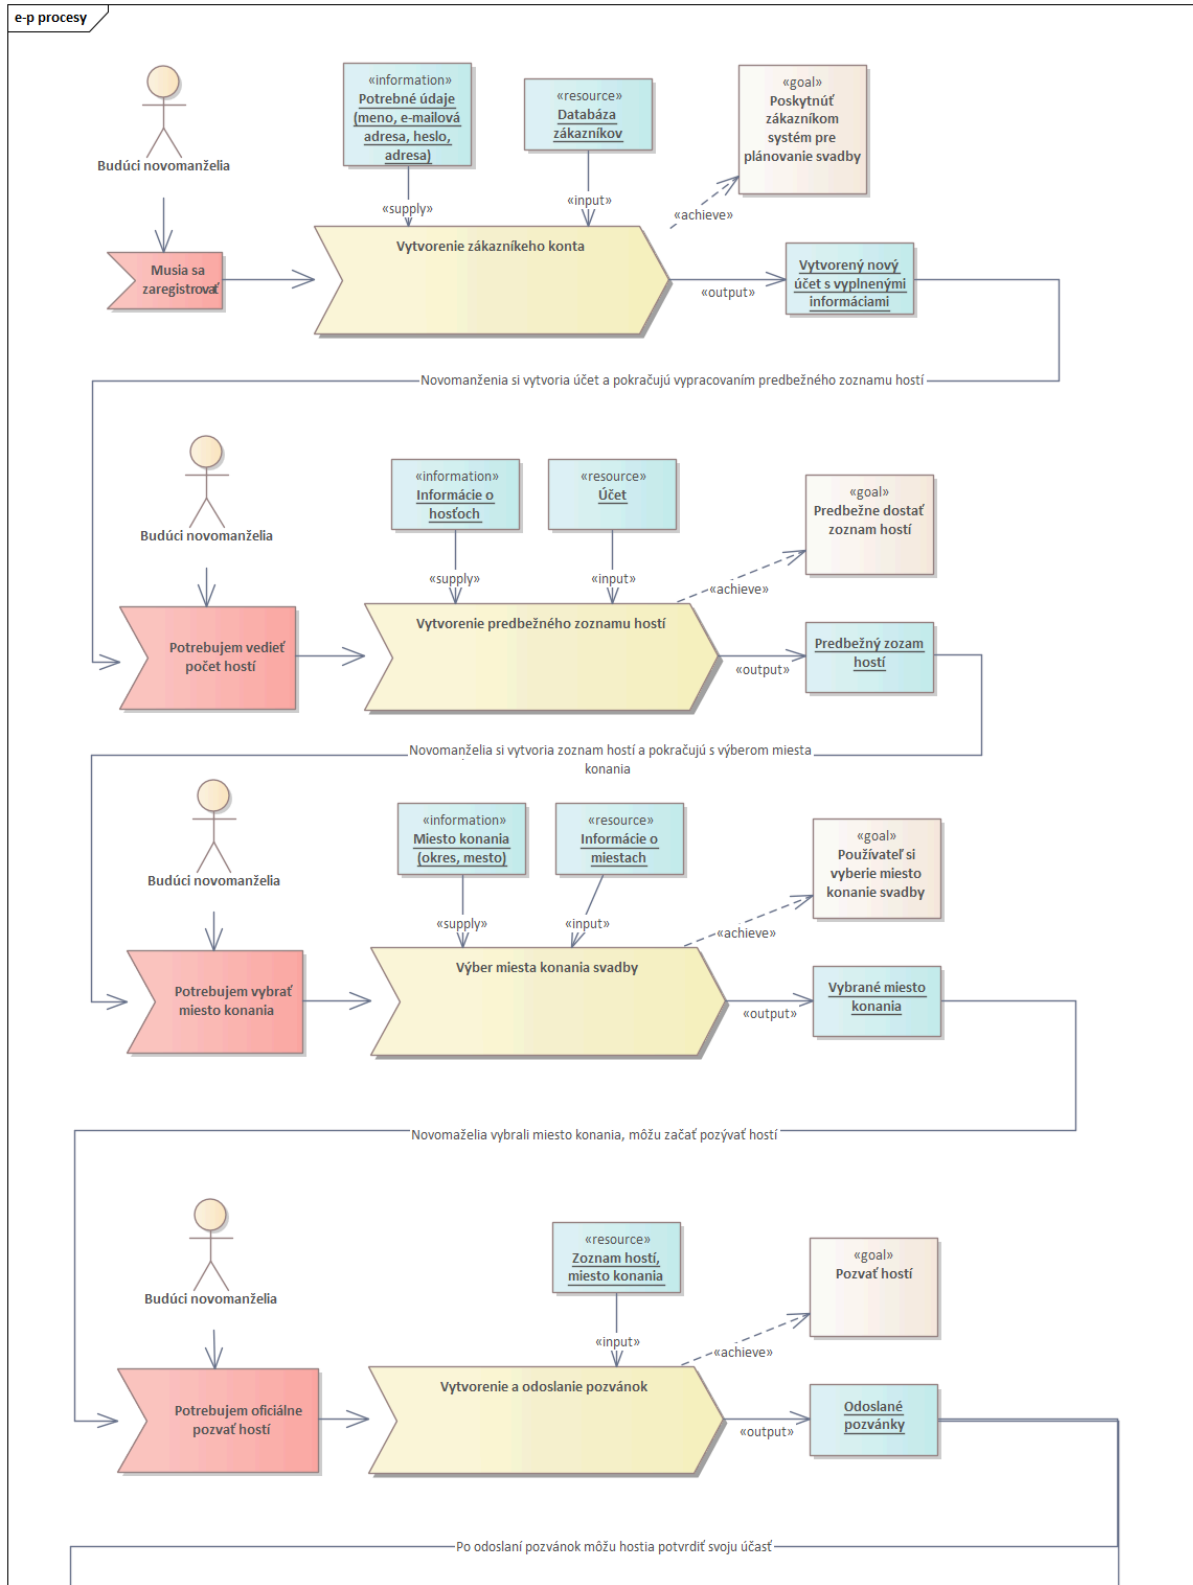 e-p procesy
«information»
Potrebné údaje
(meno, e-mailová
adresa, heslo,
adresa)
«resource»
Databáza
zákazníkov
«goal»
Poskytnúť
zákazníkom
systém pre
plánovanie svadby
Budúci novomanželia
«supply»
«input»
«achieve»
Musia sa
zaregistrovať
Vytvorenie zákazníkeho konta
«output»
Vytvorený nový
účet s vyplnenými
informáciami
Novomanženia si vytvoria účet a pokračujú vypracovaním predbežného zoznamu hostí
«information»
Informácie o
hosťoch
«resource»
Účet
«goal»
Predbežne dostať
zoznam hostí
Budúci novomanželia
«supply»
«input»
«achieve»
Potrebujem vedieť
počet hostí
Vytvorenie predbežného zoznamu hostí
«output»
Predbežný zozam
hostí
Novomanželia si vytvoria zoznam hostí a pokračujú s výberom miesta
konania
«information»
Miesto konania
(okres, mesto)
«resource»
Informácie o
miestach
«goal»
Používateľ si
vyberie miesto
konanie svadby
Budúci novomanželia
«supply»
«input»
«achieve»
Potrebujem vybrať
miesto konania
Výber miesta konania svadby
«output»
Vybrané miesto
konania
Novomaželia vybrali miesto konania, môžu začať pozývať hostí
«resource»
Zoznam hostí,
miesto konania
«goal»
Pozvať hostí
Budúci novomanželia
«input»
«achieve»
Potrebujem oficiálne
pozvať hostí
Vytvorenie a odoslanie pozvánok
«output»
Odoslané
pozvánky
Po odoslaní pozvánok môžu hostia potvrdiť svoju účasť